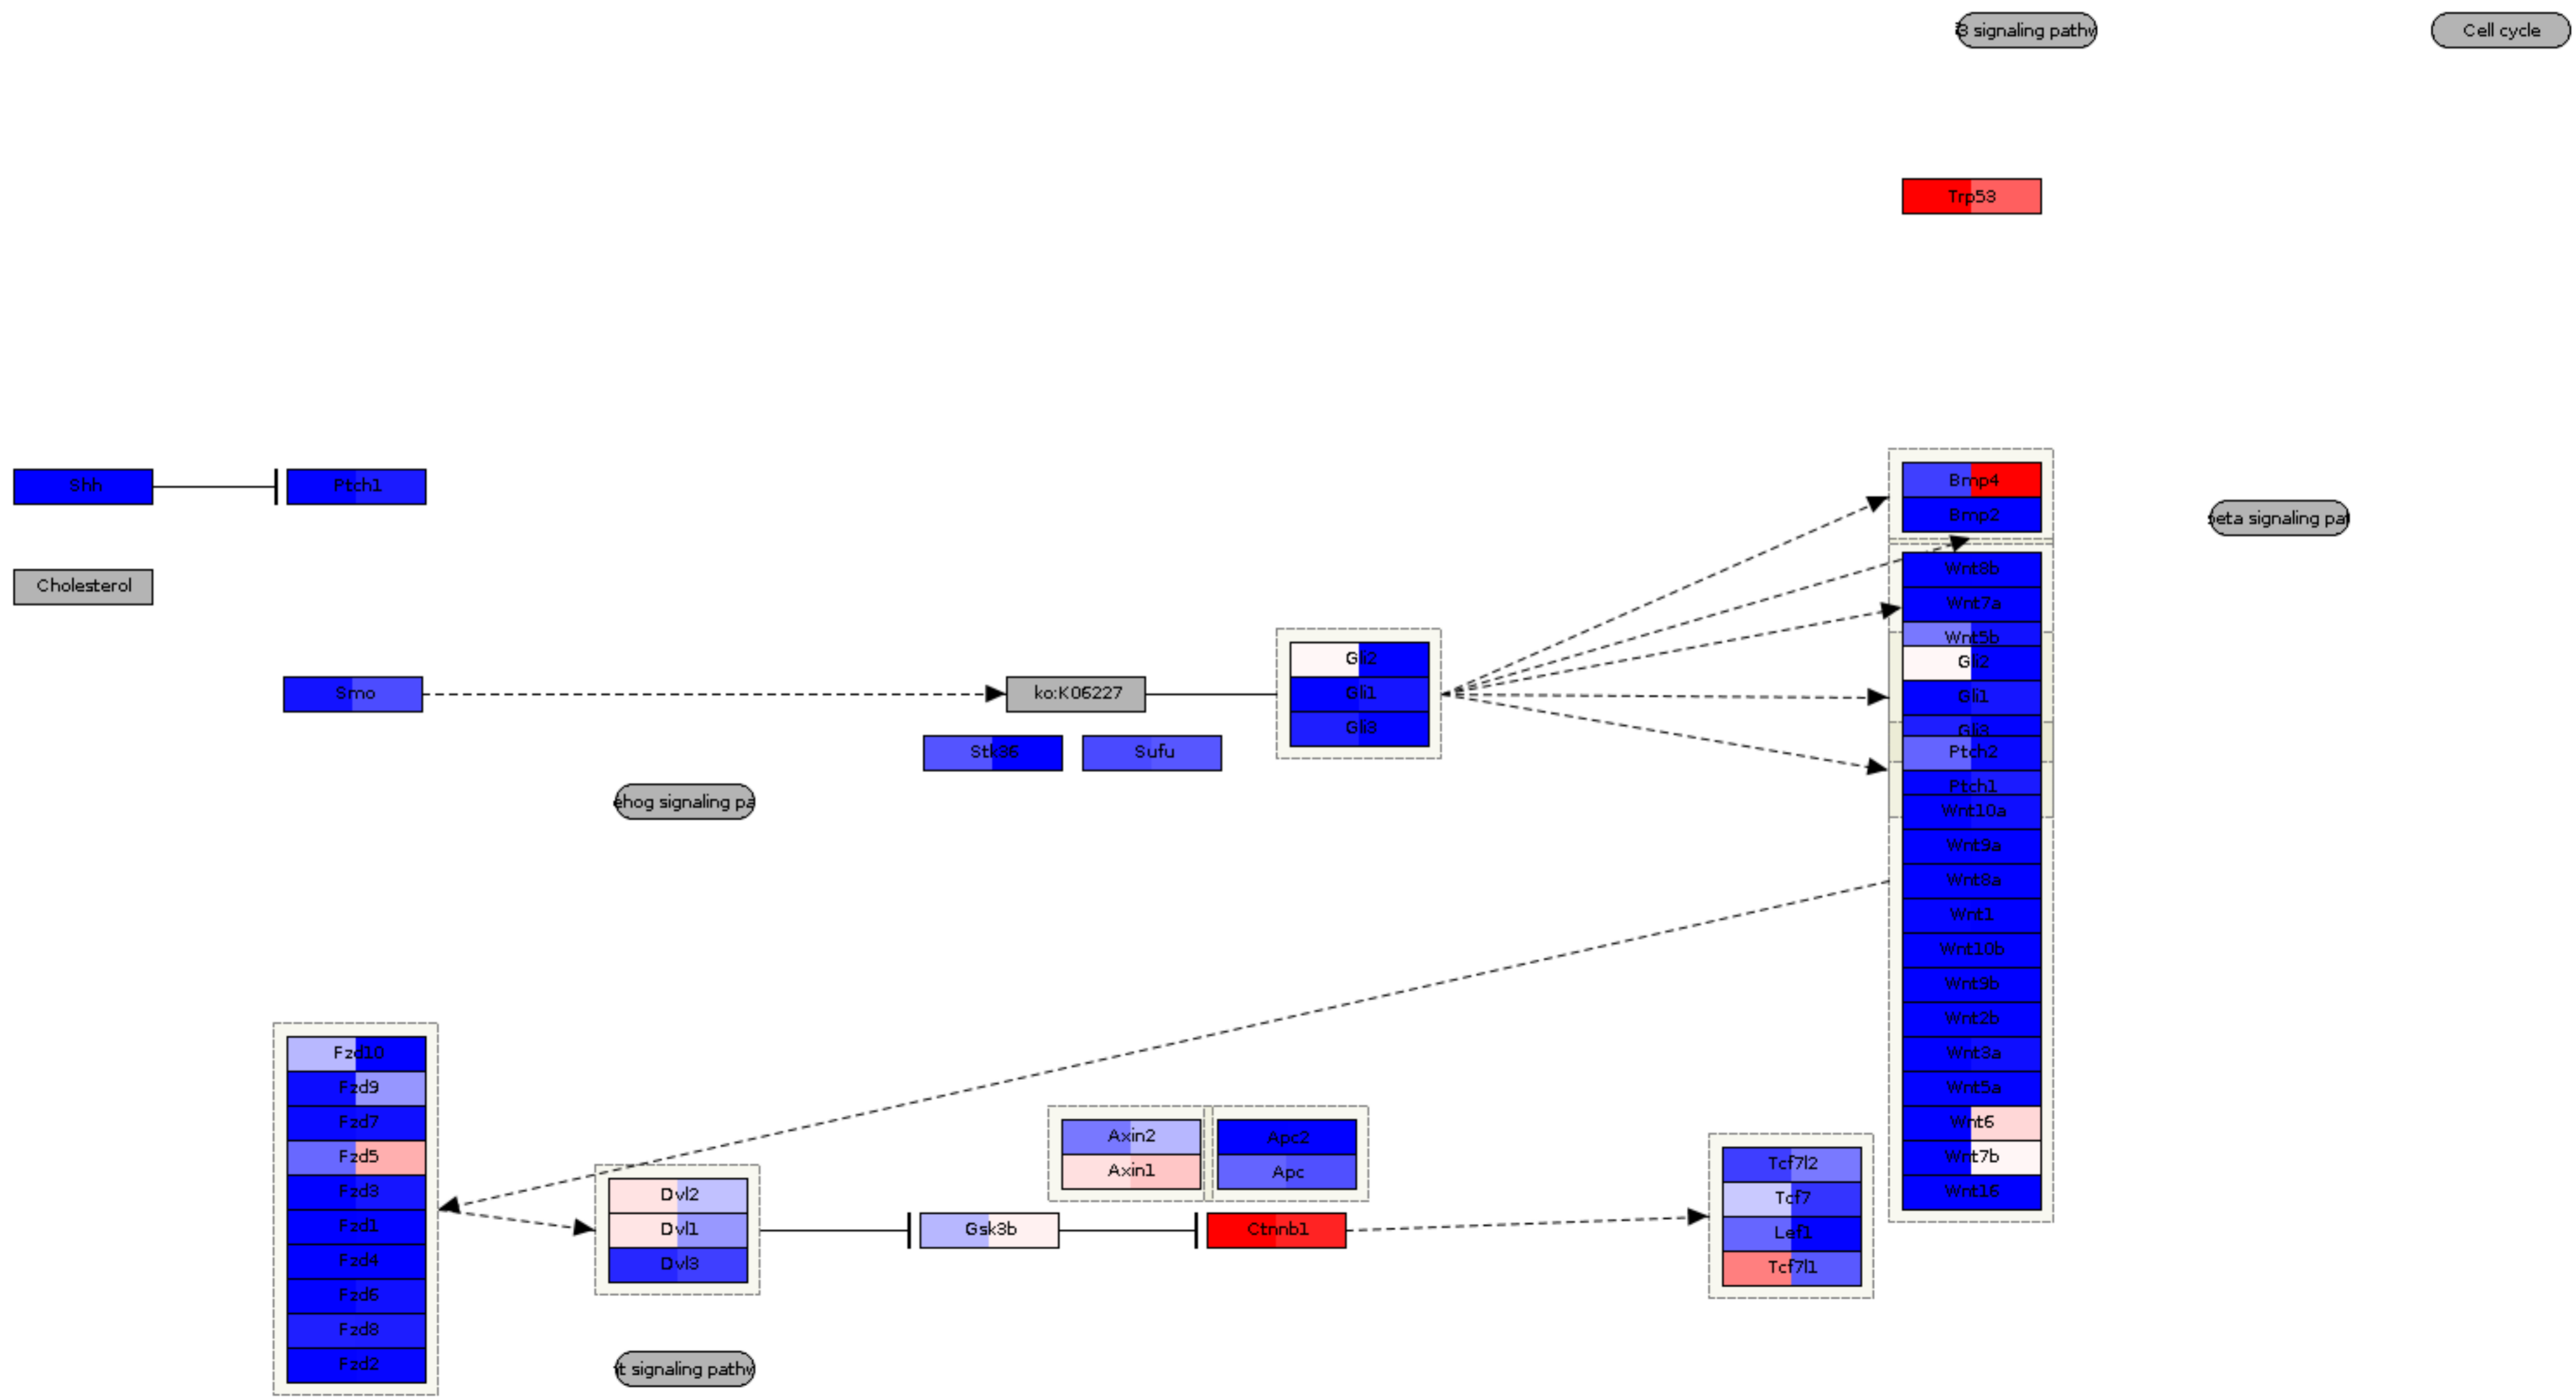 3 signaling pathw
Cell cycle
Trp53
Shh
Ptch1
Bmp4
Bmp2
eta signaling pat
Cholesterol
Wnt8b
Wnt7a
Wnt5b
Smo
ko:K06227
Gli2
Gli1
Gli3
Gli2
Gli1
Gli3
Stk36
Sufu
Ptch2
Ptch1
ehog signaling pa
Wnt10a
Wnt9a
Wnt8a
Wnt1
Wnt10b
Wnt9b
Wnt2b
Wnt3a
Wnt5a
Wnt6
Wnt7b
Wnt16
Fzd10
Fzd9
Fzd7
Fzd5
Fzd3
Fzd1
Fzd4
Fzd6
Fzd8
Fzd2
Dvl2
Dvl1
Dvl3
Axin2
Axin1
Apc2
Apc
Gsk3b
Ctnnb1
Tcf7l2
Tcf7
Lef1
Tcf7l1
t signaling pathw